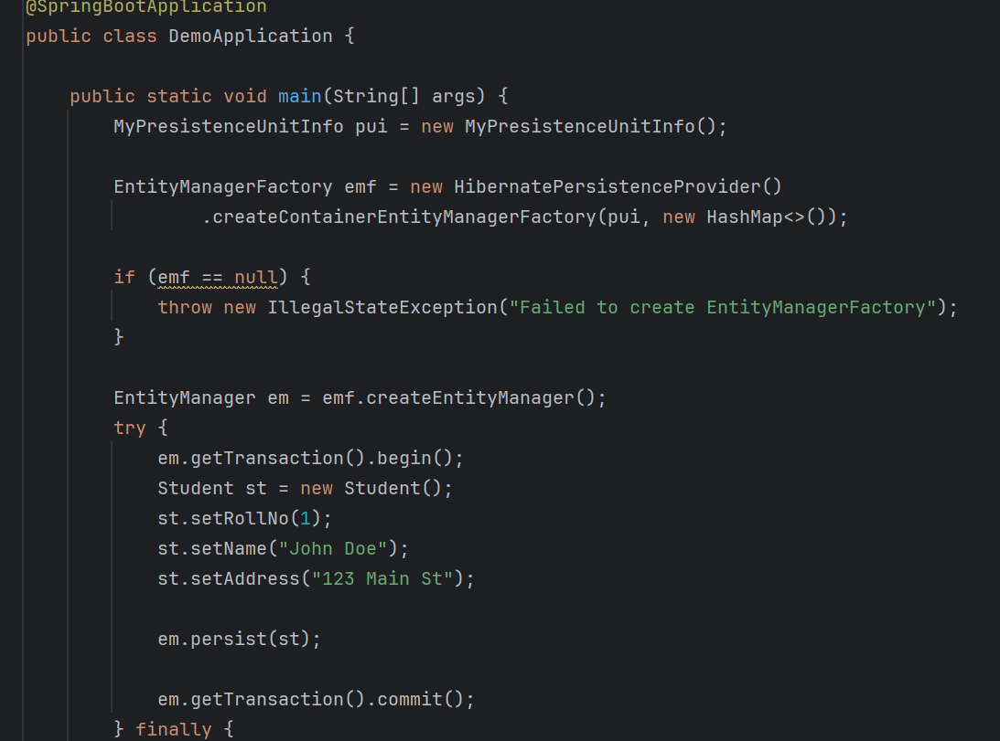 @SpringBootApplication
public class DemoApplication {
public static void main(String[] args) {
MyPresistenceUnitInfo pui = new MyPresistenceUnitInfo();
EntityManagerFactory emf = new HibernatePersistenceProvider()
.createContainerEntityManagerFactory(pui, new HashMap<>());
if (emf == null) {
throw new IllegalStateException("Failed to create EntityManagerFactory");
}
EntityManager em = emf.createEntityManager();
try {
em.getTransaction().begin();
Student st = new Student();
st.setRollNo(1);
st.setName("John Doe");
st.setAddress("123 Main St");
em.persist(st);
em.getTransaction().commit();
} finally {